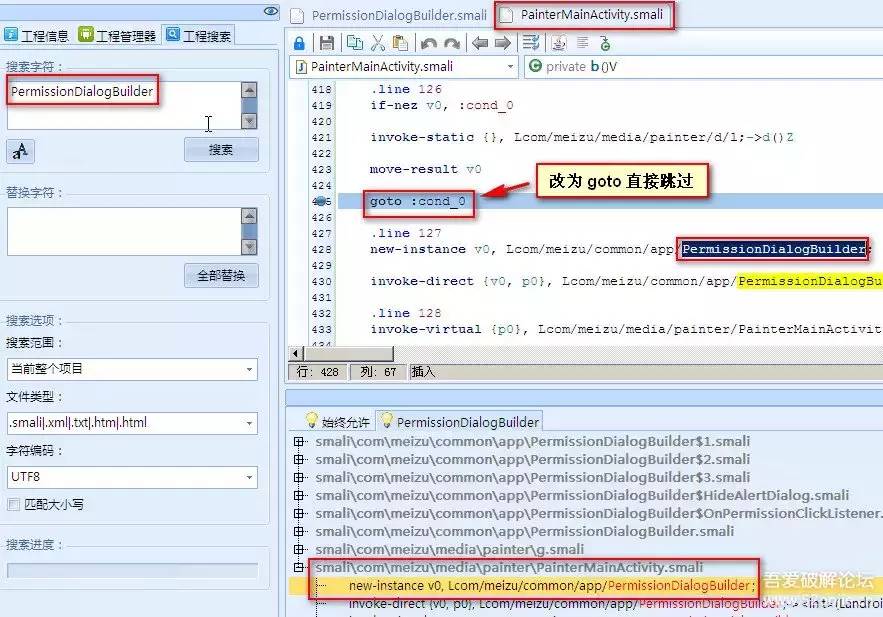 工程信息 工程管理器 工程搜索
搜索字符：
PermissionDialogBuilder
搜索
替换字符：
全部替换
搜索选项：
搜索范围：
当前整个项目
文件类型：
.smali|.xml|.txt|.htm|.html
字符编码：
UTF8
匹配大小写
搜索进度：
PermissionDialogBuilder.smali PainterMainActivity.smali
PainterMainActivity.smali private b()V
418 .line 126
419 if-nez v0, :cond_0
420
421 invoke-static {}, Lcom/meizu/media/painter/d/l;->d()Z
422
423 move-result v0
424
改为 goto 直接跳过
goto :cond_0
426
427 .line 127
428 new-instance v0, Lcom/meizu/common/app/PermissionDialogBuilder;
429
430 invoke-direct {v0, p0}, Lcom/meizu/common/app/PermissionDialogBu
431
432 .line 128
433 invoke-virtual {p0}, Lcom/meizu/media/painter/PainterMainActivit
行: 428 列: 67 插入
始终允许 PermissionDialogBuilder
smali\com\meizu\common\app\PermissionDialogBuilder$1.smali
smali\com\meizu\common\app\PermissionDialogBuilder$2.smali
smali\com\meizu\common\app\PermissionDialogBuilder$3.smali
smali\com\meizu\common\app\PermissionDialogBuilder$HideAlertDialog.smali
smali\com\meizu\common\app\PermissionDialogBuilder$OnPermissionClickListener.
smali\com\meizu\common\app\PermissionDialogBuilder.smali
smali\com\meizu\media\painter\g.smali
smali\com\meizu\media\painter\PainterMainActivity.smali
new-instance v0, Lcom/meizu/common/app/PermissionDialogBuilder;
invoke-direct {v0, p0}, Lcom/meizu/common/app/PermissionDialogBuilder;
吾爱破解论坛